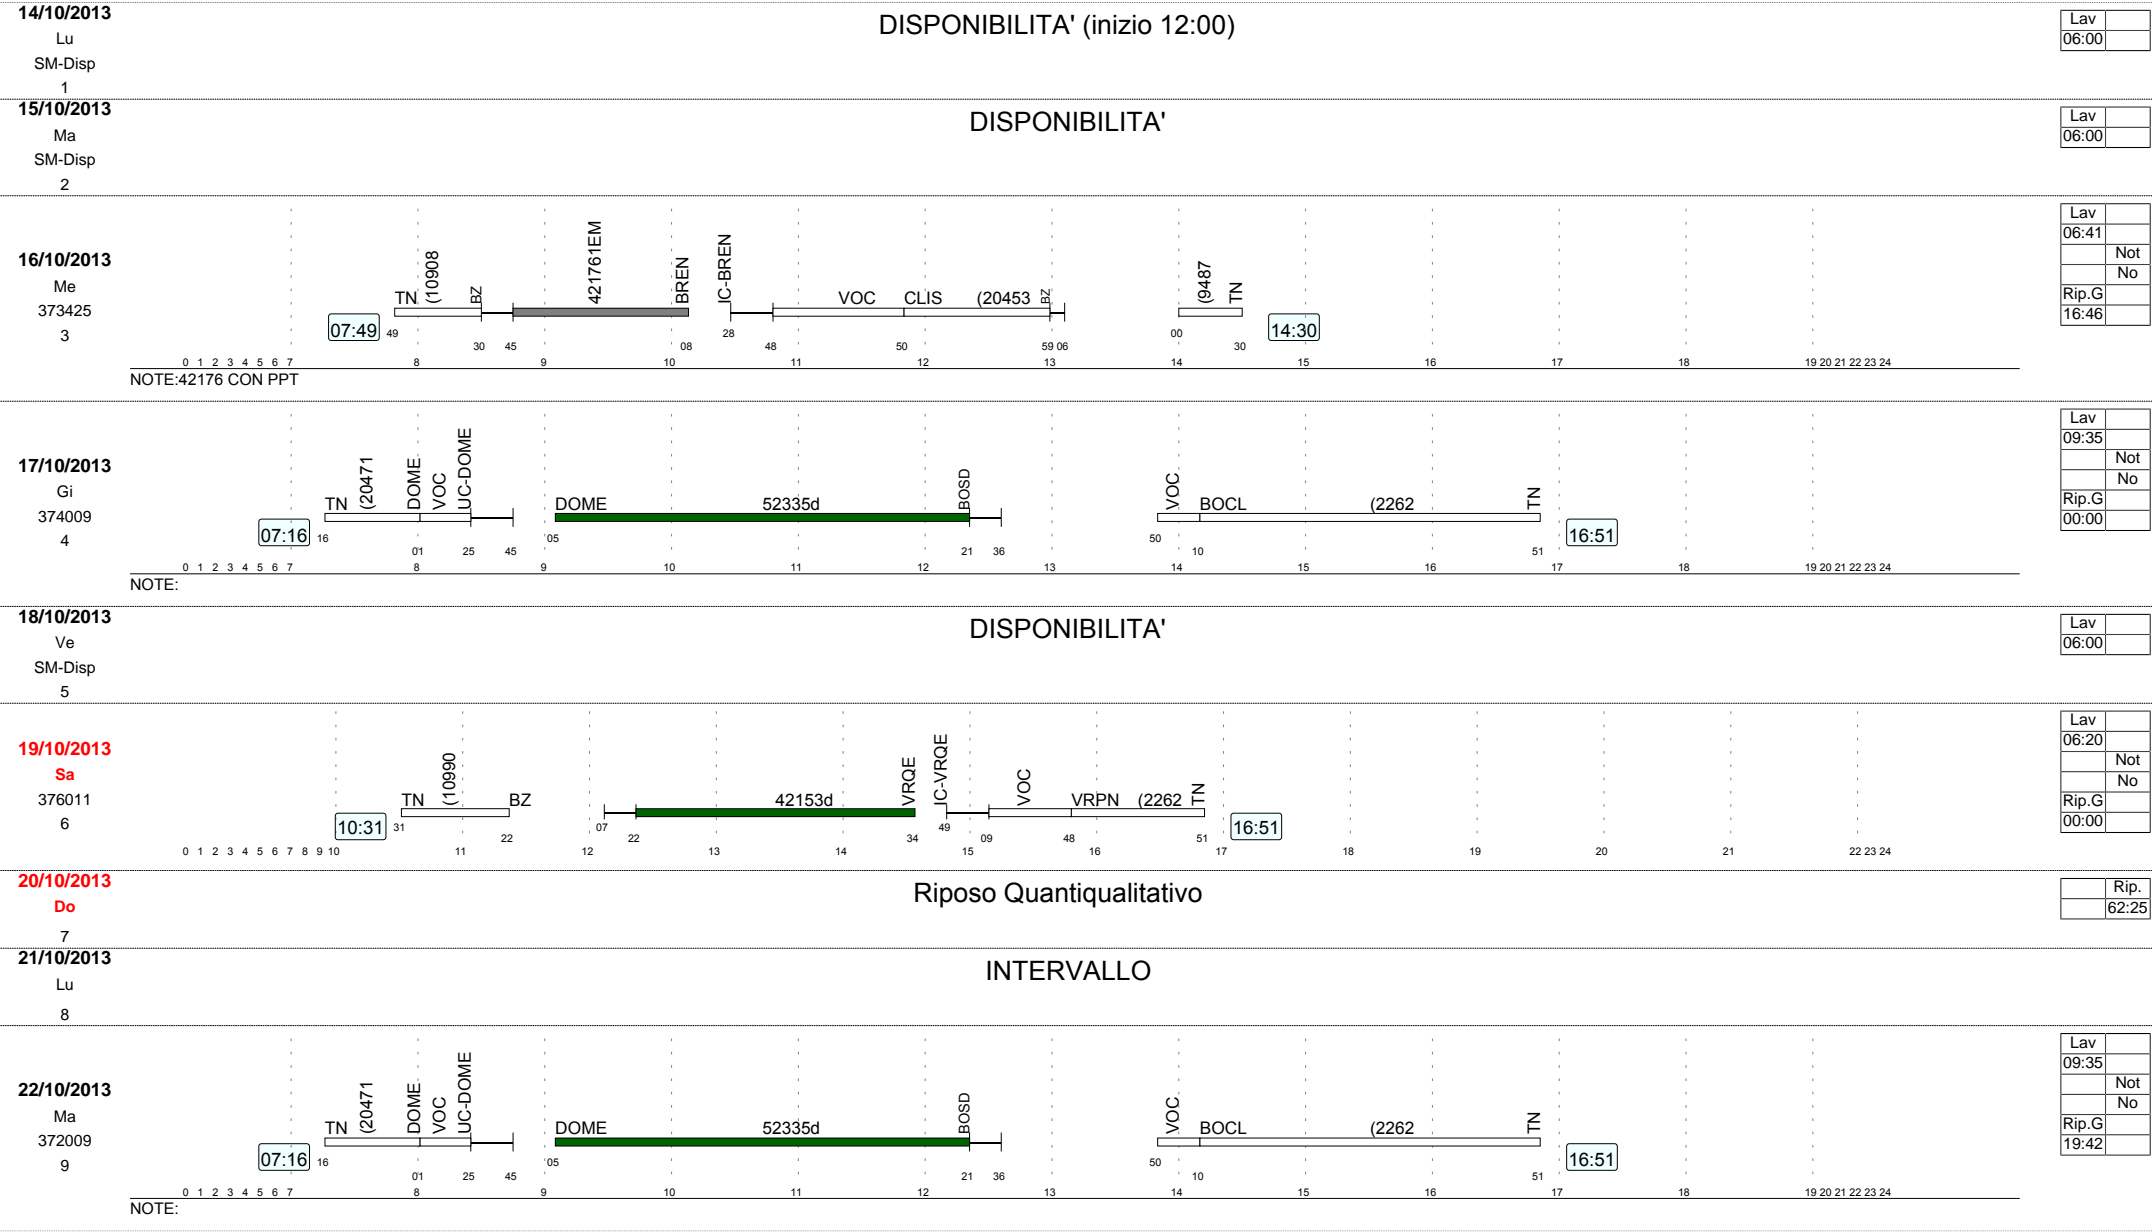 14/10/2013
Lu
SM-Disp
1
DISPONIBILITA' (inizio 12:00)
Lav
06:00
15/10/2013
Ma
SM-Disp
2
DISPONIBILITA'
Lav
06:00
16/10/2013
Me
373425
3
TN (10908 BZ 421761EM BREN IC-BREN VOC CLIS (20453 BZ (9487 TN
07:49 49 30 45 08 28 48 50 59 06 00 30 14:30
0 1 2 3 4 5 6 7 8 9 10 11 12 13 14 15 16 17 18 19 20 21 22 23 24
NOTE:42176 CON PPT
Lav
06:41
Not
No
Rip.G
16:46
17/10/2013
Gi
374009
4
TN (20471 DOME VOC UC-DOME DOME 52335d BOSD VOC BOCL (2262 TN
07:16 16 01 25 45 05 21 36 50 10 51 16:51
0 1 2 3 4 5 6 7 8 9 10 11 12 13 14 15 16 17 18 19 20 21 22 23 24
NOTE:
Lav
09:35
Not
No
Rip.G
00:00
18/10/2013
Ve
SM-Disp
5
DISPONIBILITA'
Lav
06:00
19/10/2013
Sa
376011
6
TN (10990 BZ 42153d VRQE IC-VRQE VOC VRPN (2262 TN
10:31 31 22 07 22 34 49 09 48 51 16:51
0 1 2 3 4 5 6 7 8 9 10 11 12 13 14 15 16 17 18 19 20 21 22 23 24
Lav
06:20
Not
No
Rip.G
00:00
20/10/2013
Do
7
Riposo Quantiqualitativo
Rip.
62:25
21/10/2013
Lu
8
INTERVALLO
22/10/2013
Ma
372009
9
TN (20471 DOME VOC UC-DOME DOME 52335d BOSD VOC BOCL (2262 TN
07:16 16 01 25 45 05 21 36 50 10 51 16:51
0 1 2 3 4 5 6 7 8 9 10 11 12 13 14 15 16 17 18 19 20 21 22 23 24
NOTE:
Lav
09:35
Not
No
Rip.G
19:42